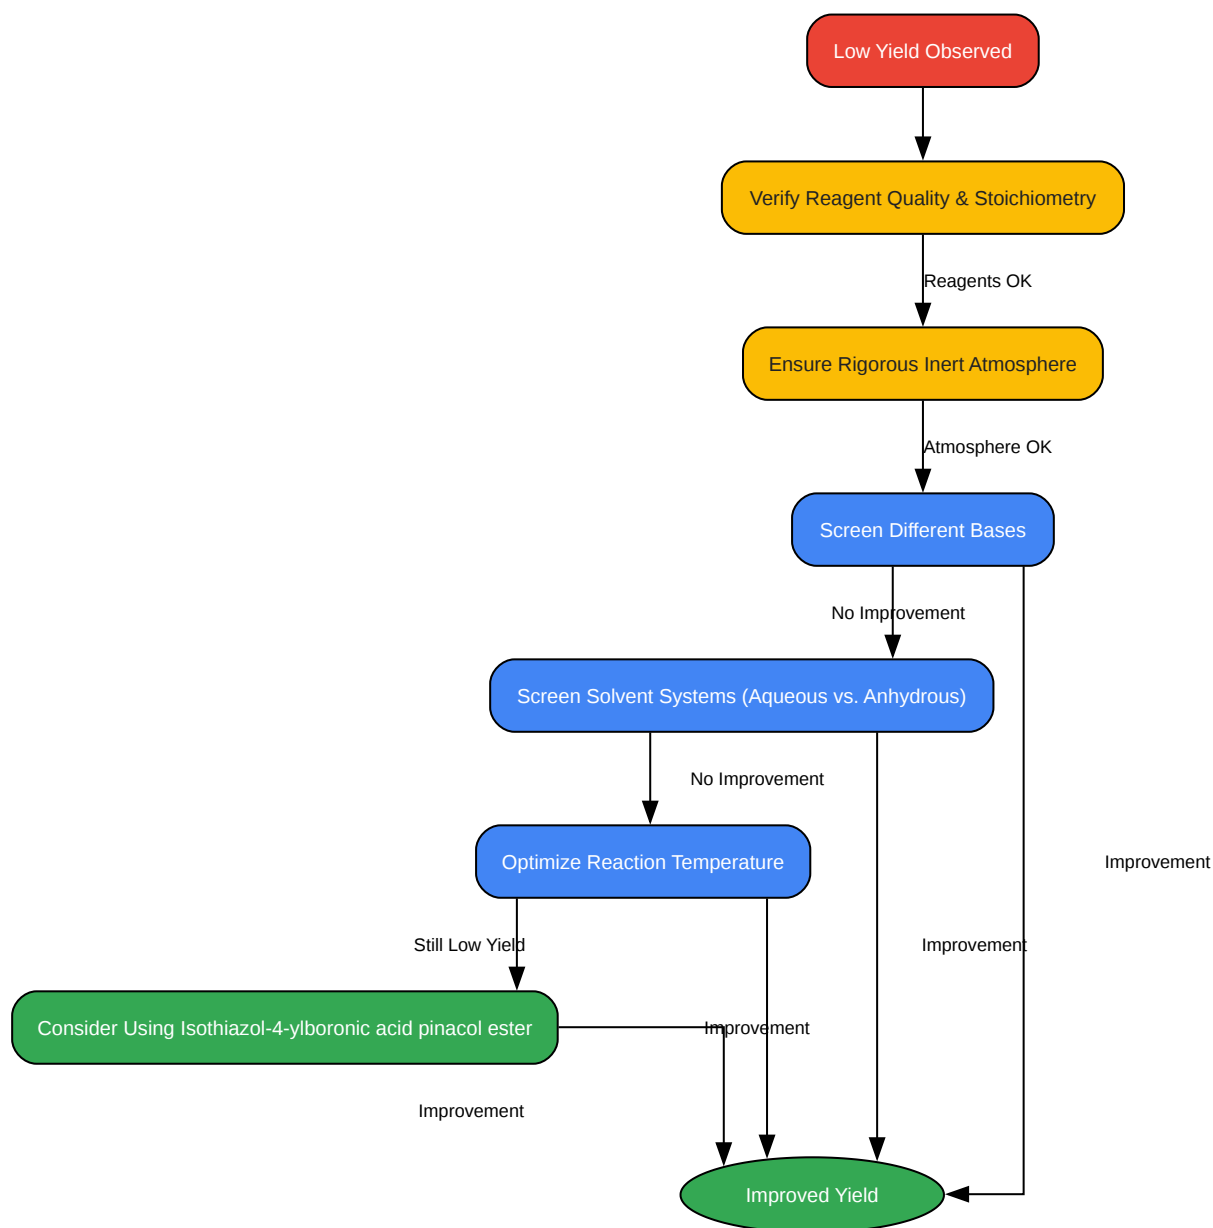 Low Yield Observed
Verify Reagent Quality & Stoichiometry
Reagents OK
Ensure Rigorous Inert Atmosphere
Atmosphere OK
Screen Different Bases
No Improvement
Screen Solvent Systems (Aqueous vs. Anhydrous)
No Improvement
Optimize Reaction Temperature
Improvement
Still Low Yield
Improvement
Consider Using Isothiazol-4-ylboronic acid pinacol ester
Improvement
Improvement
Improved Yield